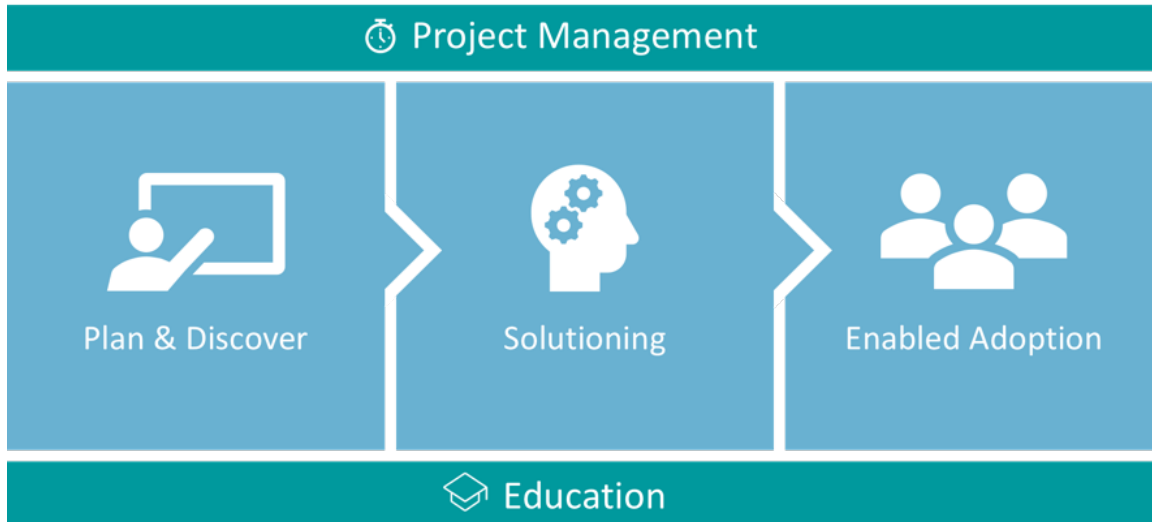 Project Management
Plan & Discover
Solutioning
Enabled Adoption
Education